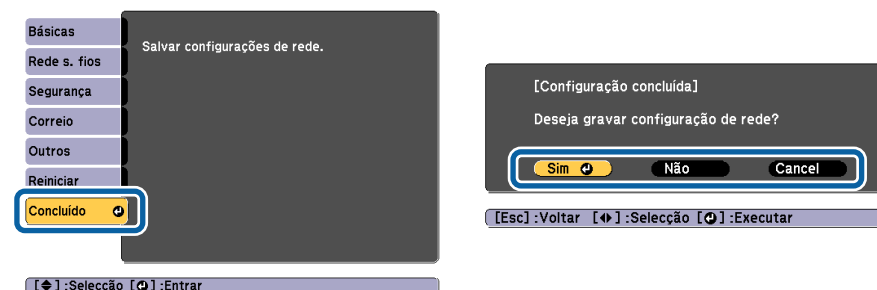 Básicas
Rede s. fios
Segurança
Correio
Outros
Reiniciar
Concluído
Salvar configurações de rede.
[ ] :Selecção [ ] :Entrar
[Configuração concluída]
Deseja gravar configuração de rede?
Sim Não Cancel
[Esc] :Voltar [ ] :Selecção [ ] :Executar